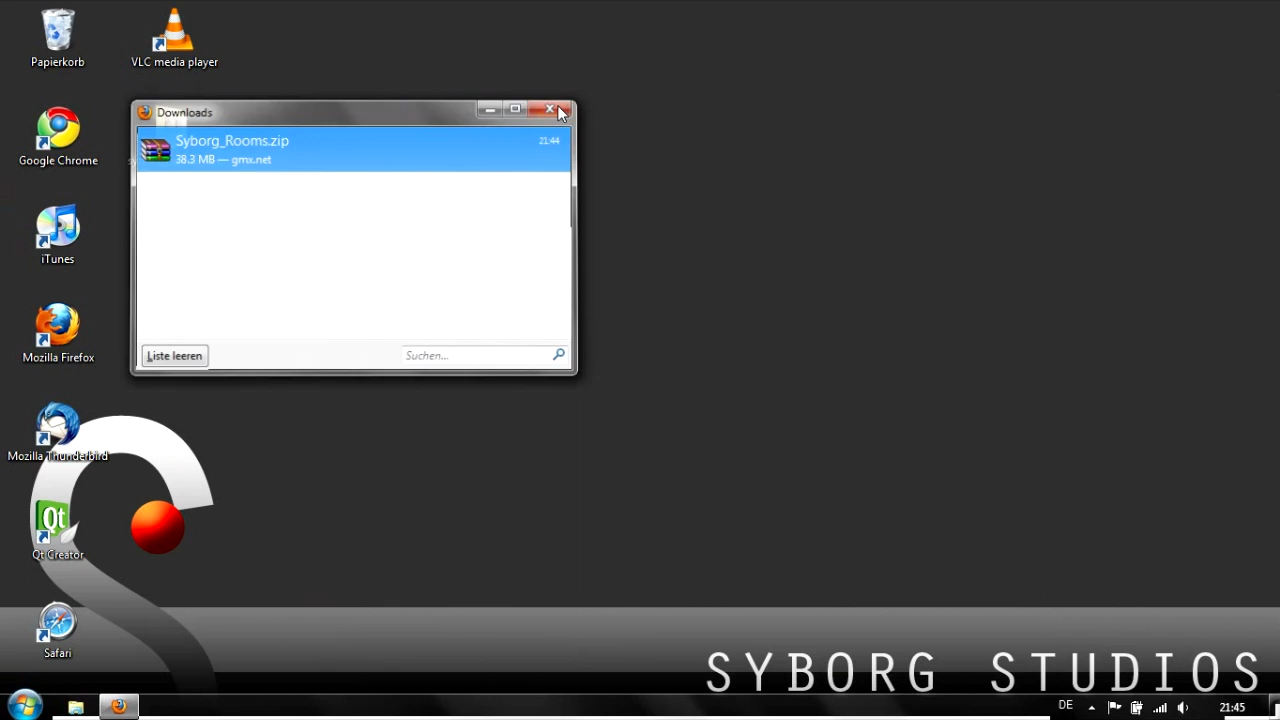 Papierkorb
VLC media player
Google Chrome
iTunes
Mozilla Firefox
Mozilla Thunderbird
Qt
Qt Creator
Safari
Downloads
Syborg_Rooms.zip
21:44
38.3 MB — gmx.net
Liste leeren
Suchen...
SYBORG STUDIOS
DE
21:45